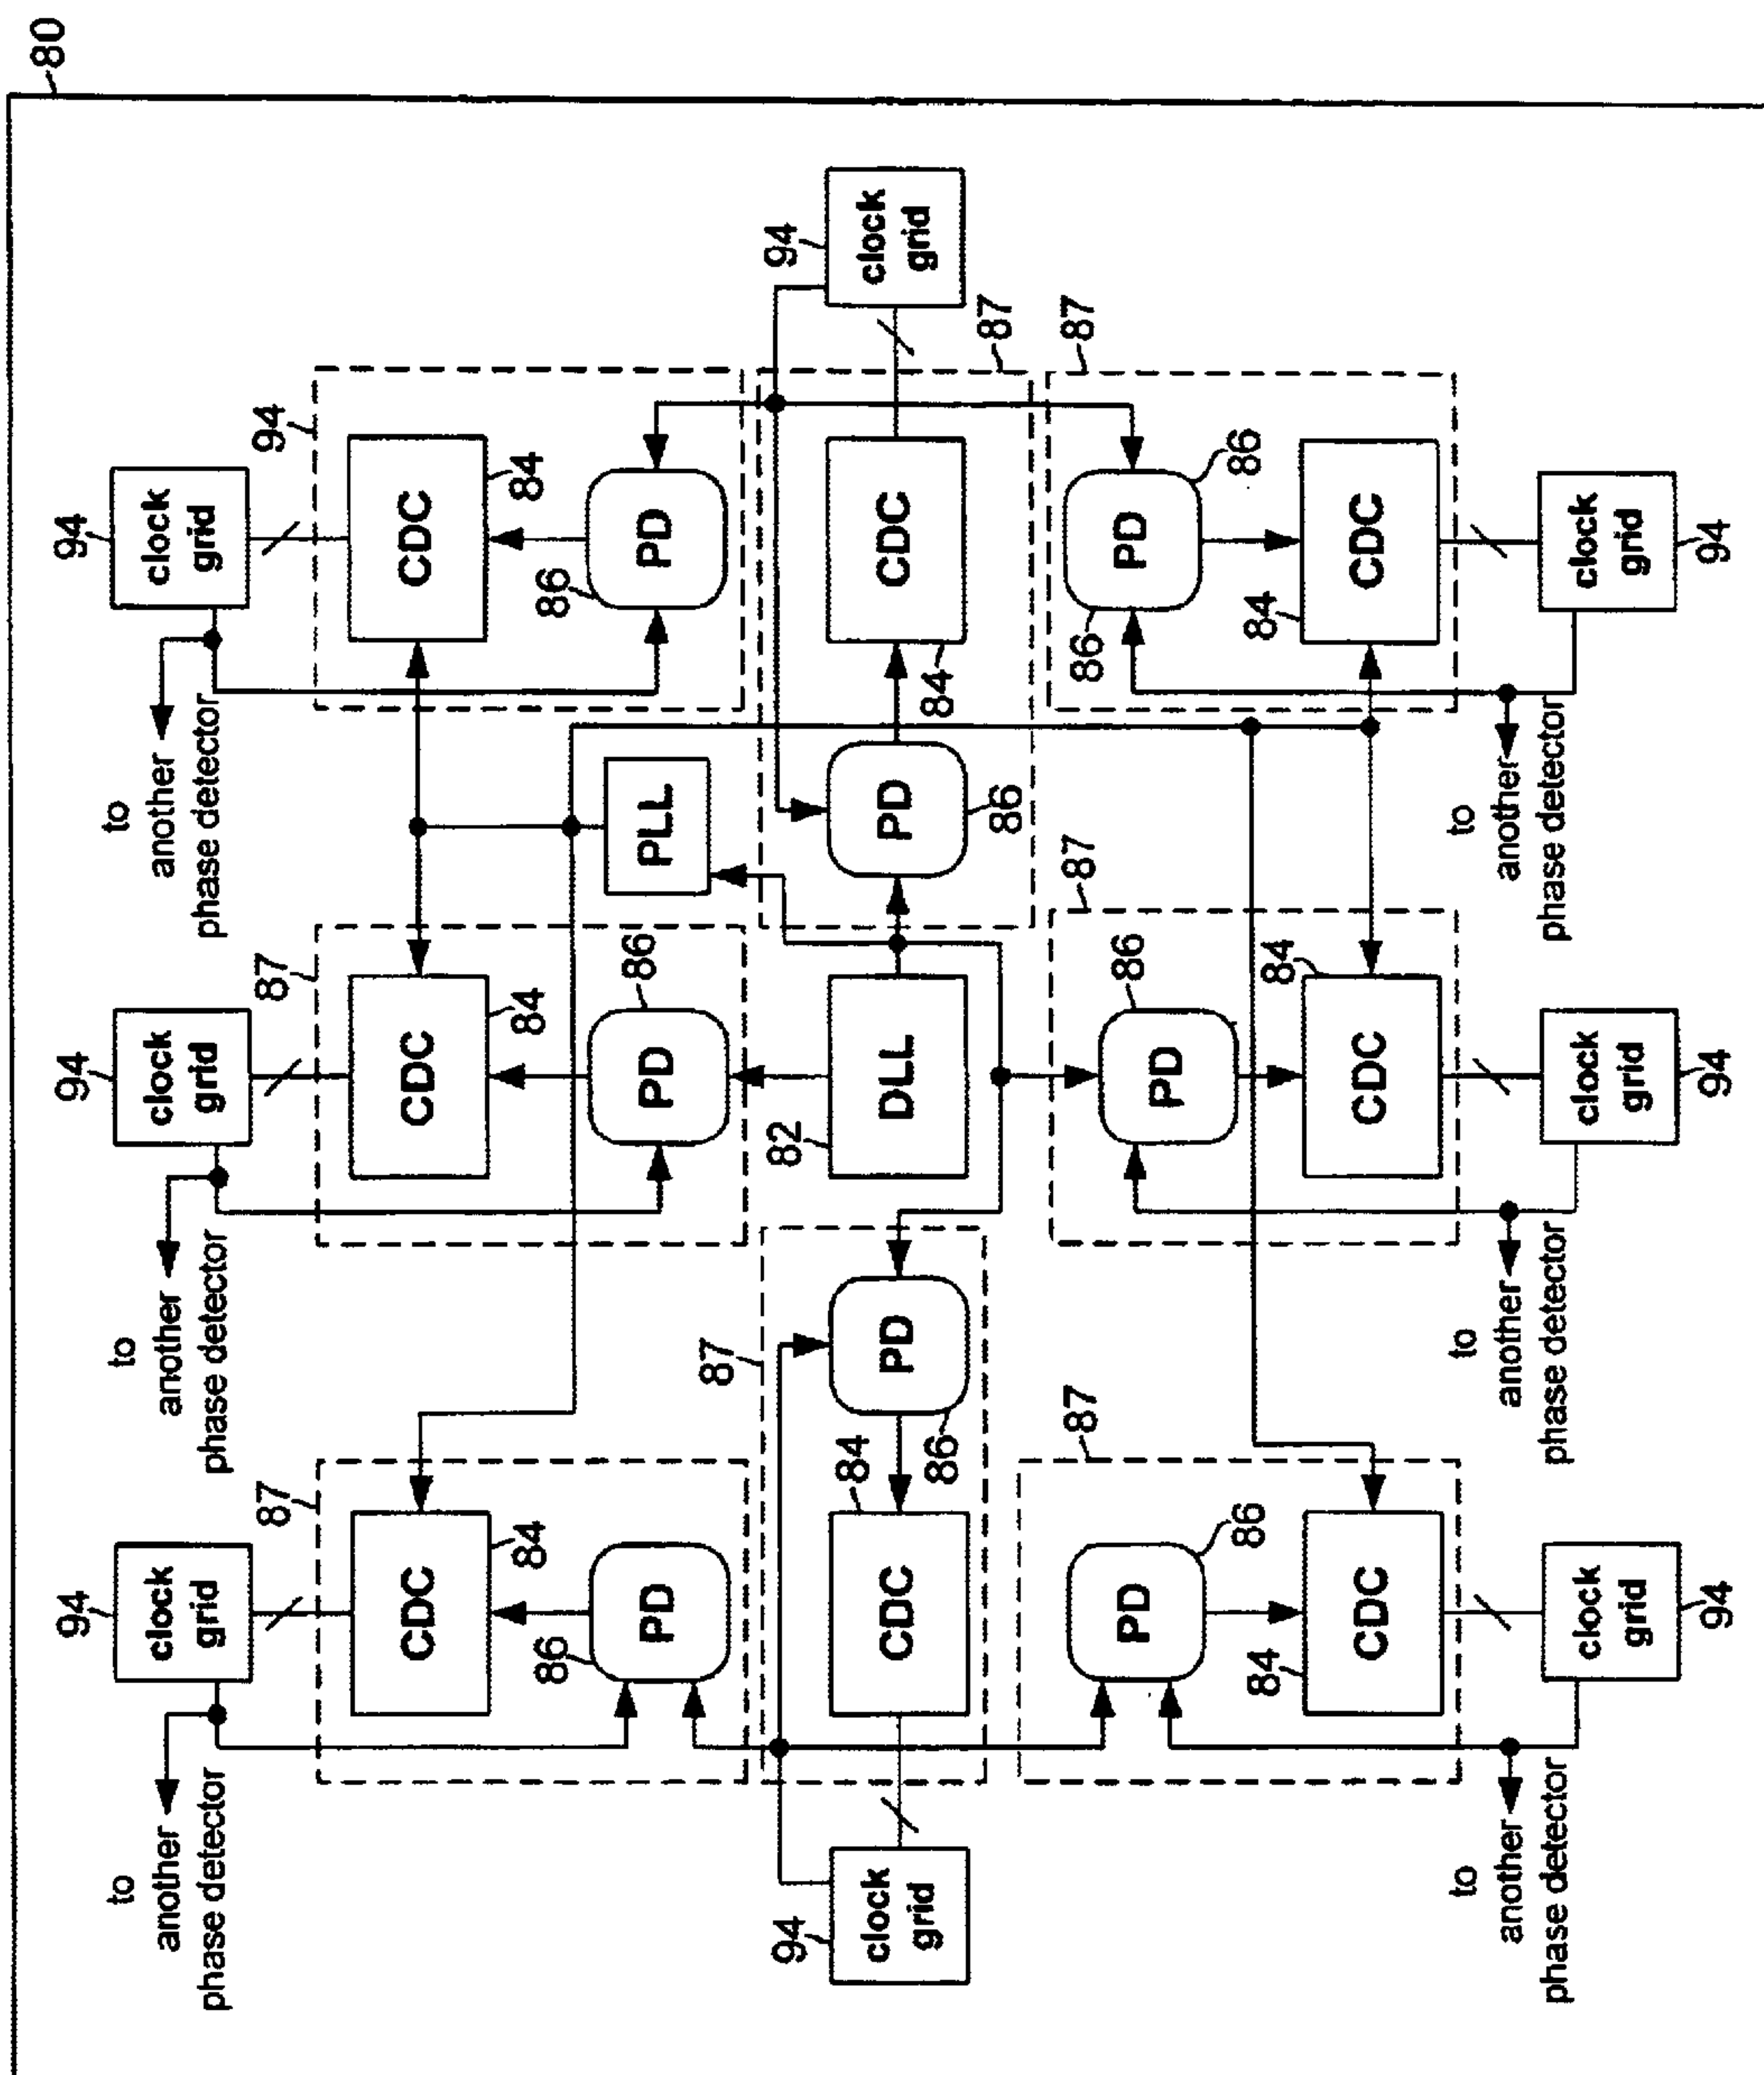 80
94
clock
grid
to
another
phase detector
94
clock
grid
to
another
phase detector
94
clock
grid
to
another
phase detector
87
CDC
84
86
PD
87
CDC
84
86
PD
94
CDC
84
86
PD
PLL
94
clock
grid
87
84
CDC
86
PD
82
DLL
PD
86
CDC
84
87
94
clock
grid
87
PD
86
84
CDC
87
86
PD
84
CDC
87
86
PD
86
84
CDC
to
another
phase detector
clock
grid
94
to
another
phase detector
clock
grid
94
to
another
phase detector
clock
grid
94